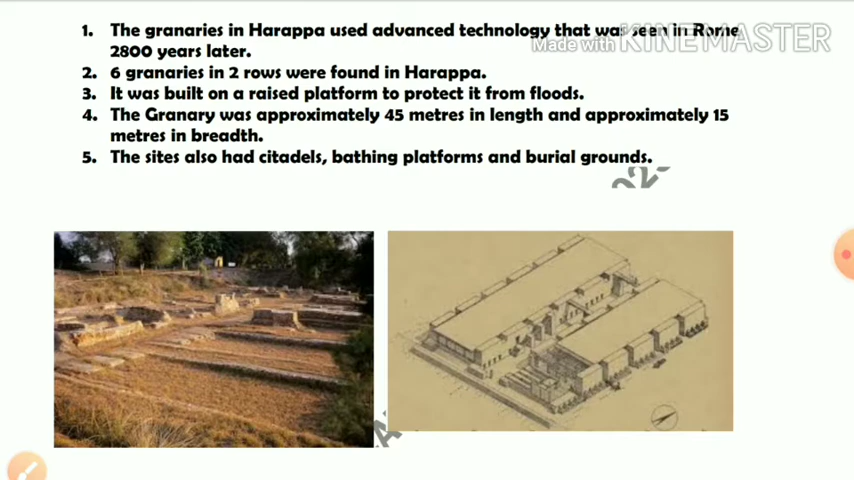 1. The granaries in Harappa used advanced technology that was seen in Rome
2800 years later.
Made with KINEMASTER
2. 6 granaries in 2 rows were found in Harappa.
3. It was built on a raised platform to protect it from floods.
4. The Granary was approximately 45 metres in length and approximately 15
metres in breadth.
5. The sites also had citadels, bathing platforms and burial grounds.